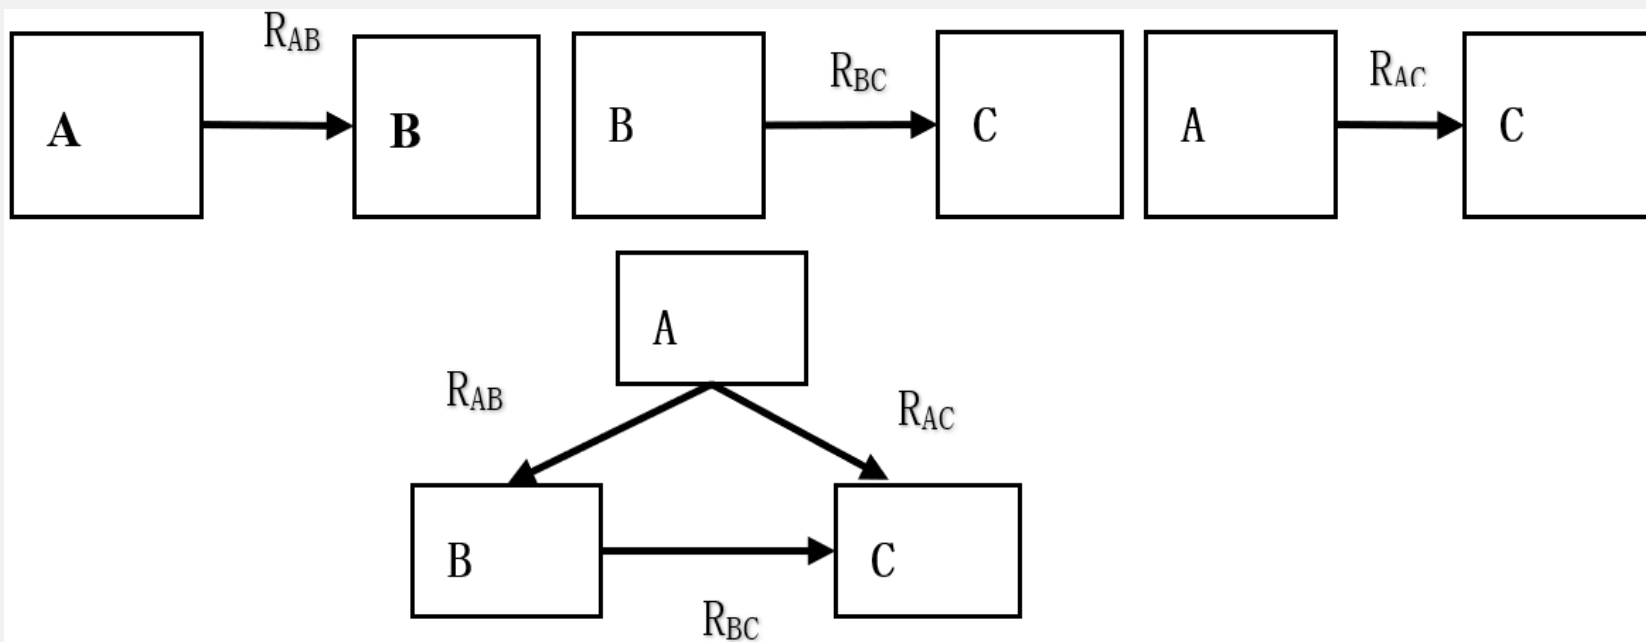 RAB RBC RAC
A B B C A C
A
RAB RAC
B C
RBC